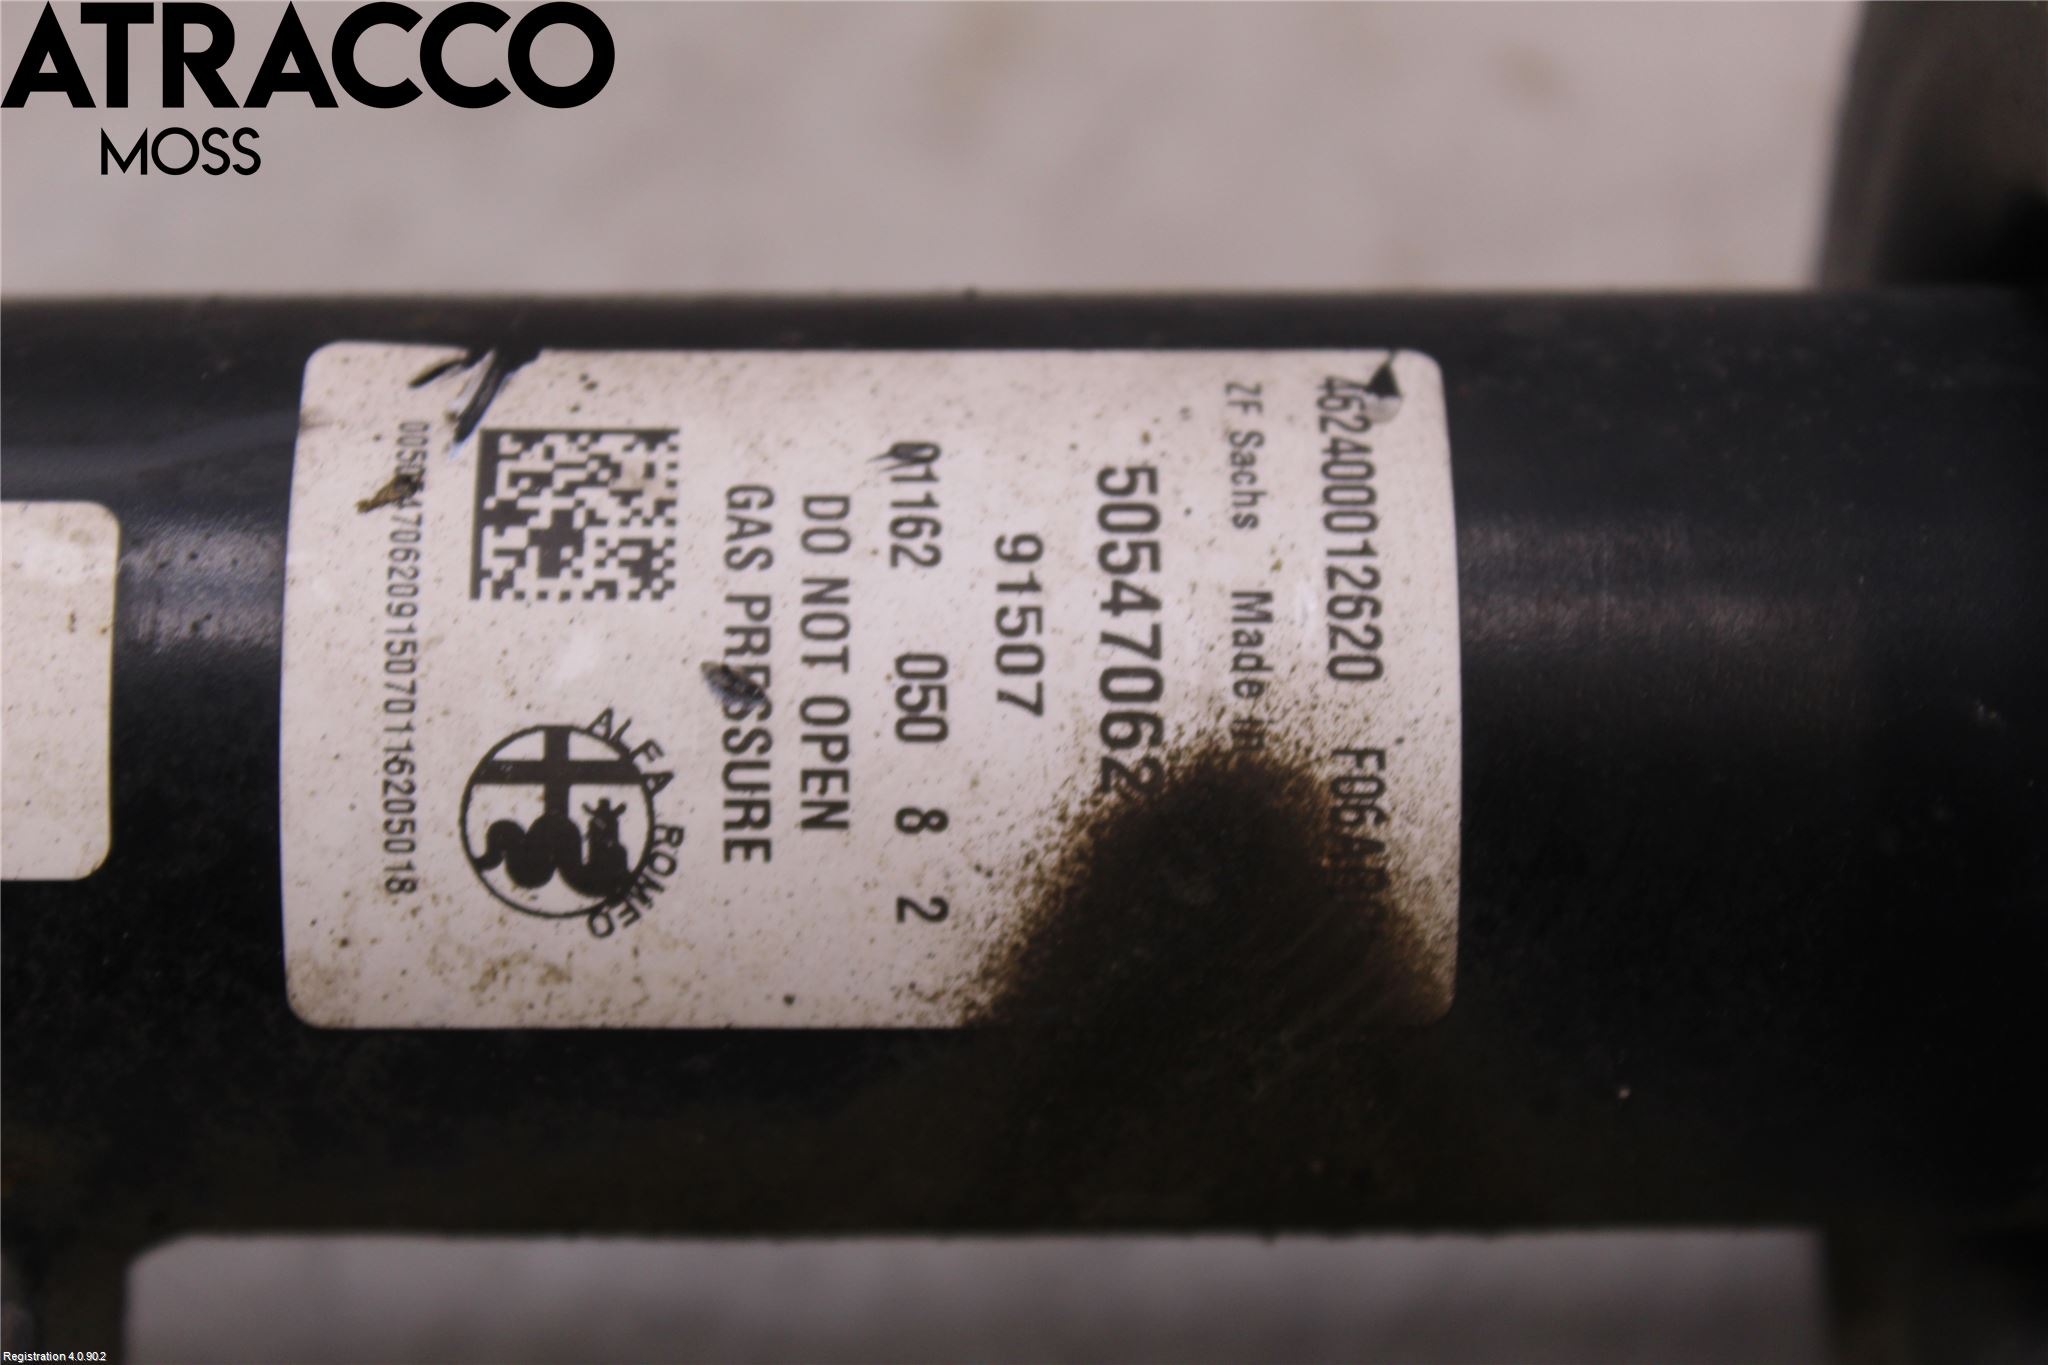 ATRACCO
MOSS
462400012620
ZF Sachs Made in
50547062
91507
01162 050 8 2
DO NOT OPEN
GAS PRESSURE
ALFA ROMEO
Registration 4.0.90.2